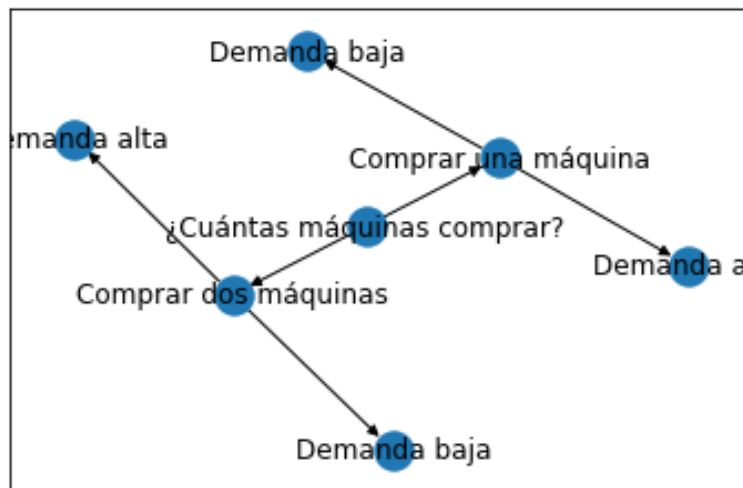 Demanda baja
emanda alta
Comprar una máquina
¿Cuántas máquinas comprar?
Demanda a
Comprar dos máquinas
Demanda baja